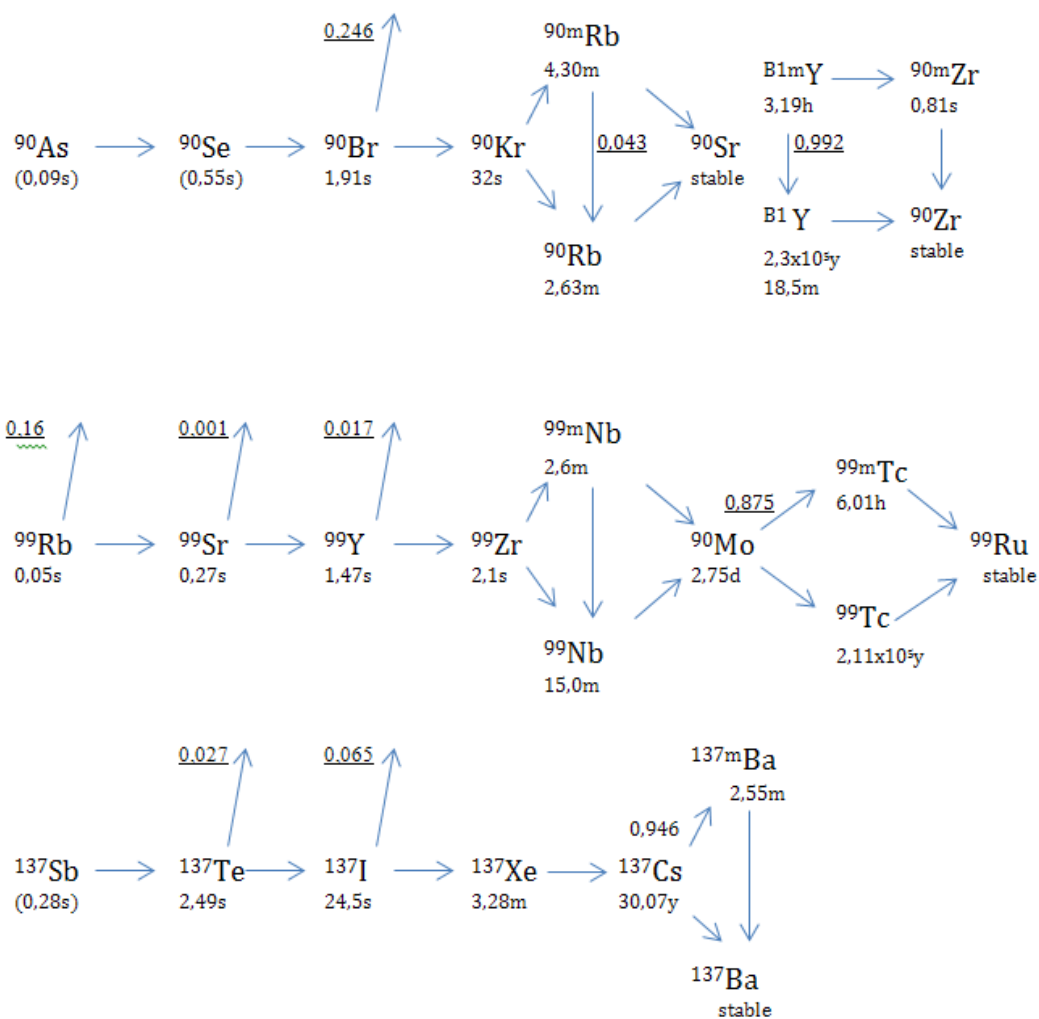 0,246
90mRb
4,30m
B1mY
3,19h
90mZr
0,81s
90As
(0,09s)
90Se
(0,55s)
90Br
1,91s
90Kr
32s
0,043
90Sr
stable
0,992
90Rb
2,63m
B1 Y
2,3x10⁵y
18,5m
90Zr
stable
0,16
0,001
0,017
99mNb
2,6m
99mTc
6,01h
0,875
99Rb
0,05s
99Sr
0,27s
99Y
1,47s
99Zr
2,1s
90Mo
2,75d
99Ru
stable
99Nb
15,0m
99Tc
2,11x10⁵y
0,027
0,065
137mBa
2,55m
0,946
137Sb
(0,28s)
137Te
2,49s
137I
24,5s
137Xe
3,28m
137Cs
30,07y
137Ba
stable